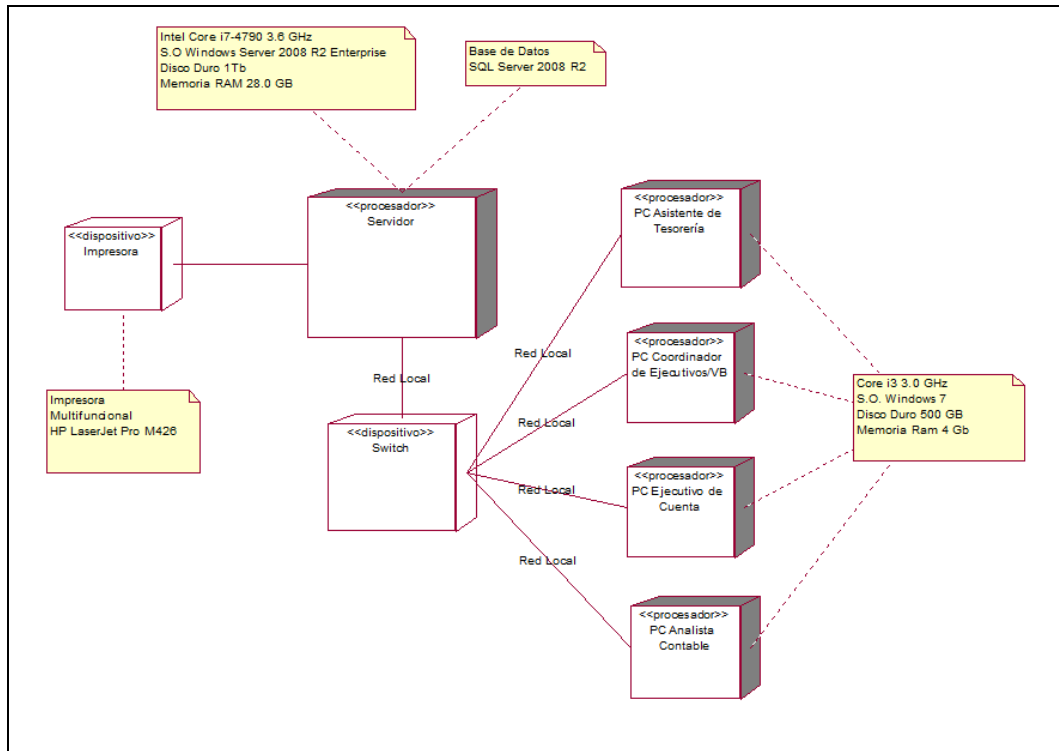 Intel Core i7-4790 3.6 GHz
S.O Windows Server 2008 R2 Enterprise
Disco Duro 1Tb
Memoria RAM 28.0 GB
Base de Datos
SQL Server 2008 R2
<<procesador>>
Servidor
<<dispositivo>>
Impresora
Impresora
Multifuncional
HP LaserJet Pro M426
Red Local
<<dispositivo>>
Switch
Red Local
Red Local
Red Local
Red Local
<<procesador>>
PC Asistente de
Tesorería
<<procesador>>
PC Coordinador
de Ejecutivos/VB
<<procesador>>
PC Ejecutivo de
Cuenta
<<procesador>>
PC Analista
Contable
Core i3 3.0 GHz
S.O. Windows 7
Disco Duro 500 GB
Memoria Ram 4 Gb